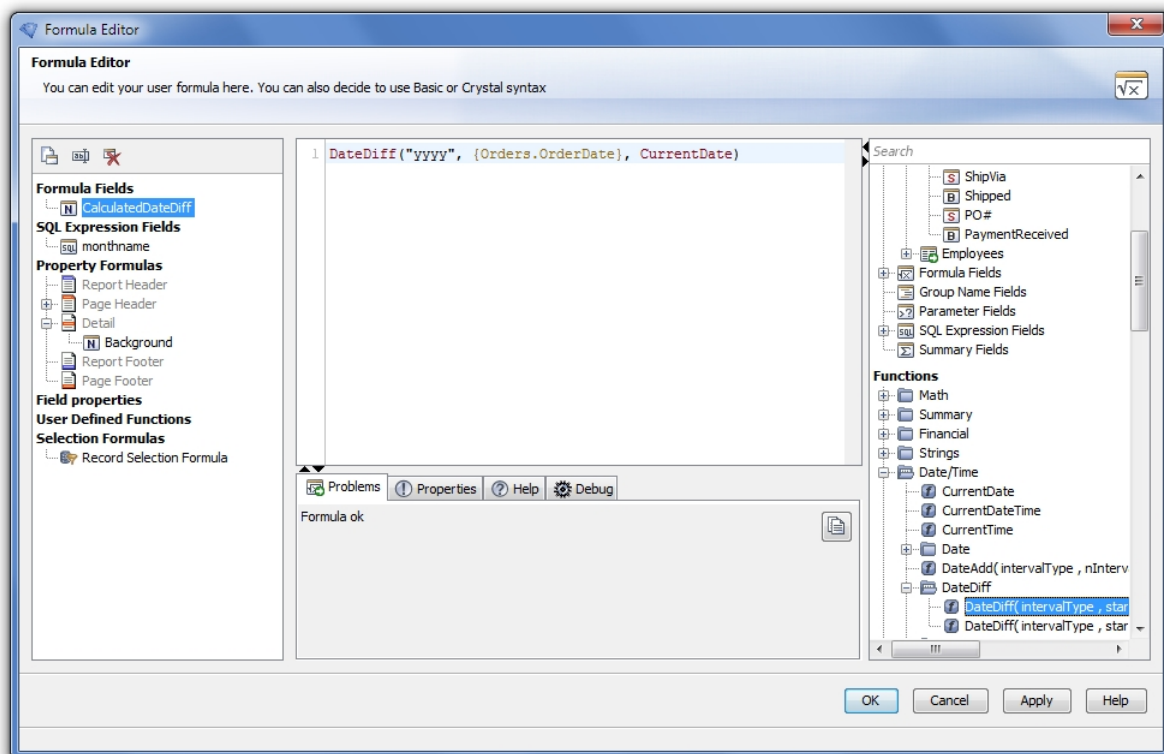 Formula Editor
Formula Editor
You can edit your user formula here. You can also decide to use Basic or Crystal syntax
Formula Fields
N CalculatedDateDiff
SQL Expression Fields
SQL monthname
Property Formulas
Report Header
Page Header
Detail
N Background
Report Footer
Page Footer
Field properties
User Defined Functions
Selection Formulas
Record Selection Formula
1 DateDiff("yyyy", {Orders.OrderDate}, CurrentDate)
Problems
Properties
Help
Debug
Formula ok
Search
S ShipVia
B Shipped
S PO#
B PaymentReceived
Employees
Formula Fields
Group Name Fields
Parameter Fields
SQL SQL Expression Fields
Summary Fields
Functions
Math
Summary
Financial
Strings
Date/Time
CurrentDate
CurrentDateTime
CurrentTime
Date
DateAdd( intervalType , nInterv
DateDiff
DateDiff( intervalType , star
DateDiff( intervalType , star
OK
Cancel
Apply
Help